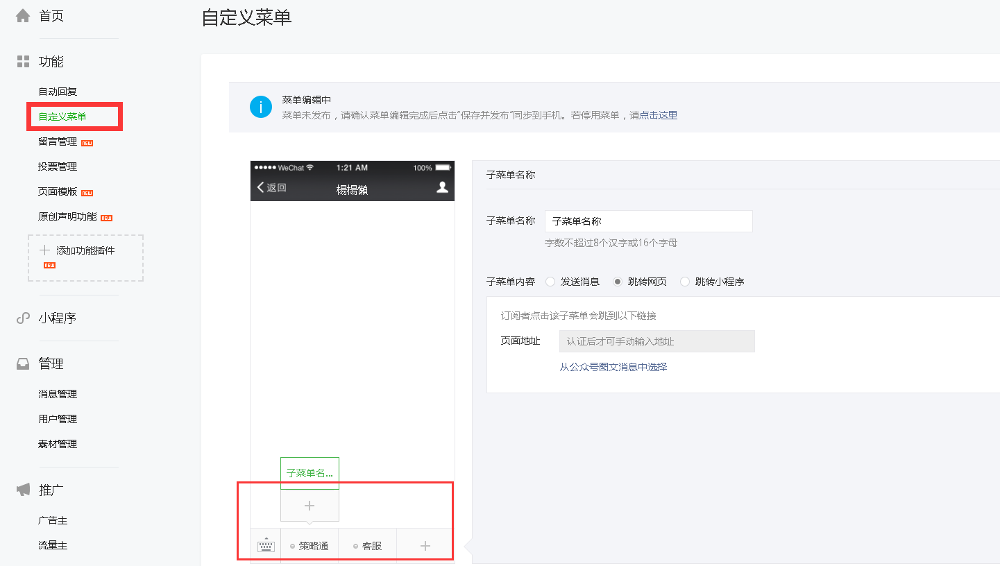 首页
自定义菜单
功能
自动回复
自定义菜单
留言管理 NEW
投票管理
页面模版 NEW
原创声明功能 NEW
添加功能插件
NEW
小程序
管理
消息管理
用户管理
素材管理
推广
广告主
流量主
菜单编辑中
菜单未发布，请确认菜单编辑完成后点击“保存并发布”同步到手机。若停用菜单，请点击这里
WeChat 1:21 AM 100%
返回 楊楊懶
子菜单名...
+
策略通 客服 +
子菜单名称
子菜单名称 子菜单名称
字数不超过8个汉字或16个字母
子菜单内容 发送消息 跳转网页 跳转小程序
订阅者点击该子菜单会跳到以下链接
页面地址 认证后才可手动输入地址
从公众号图文消息中选择